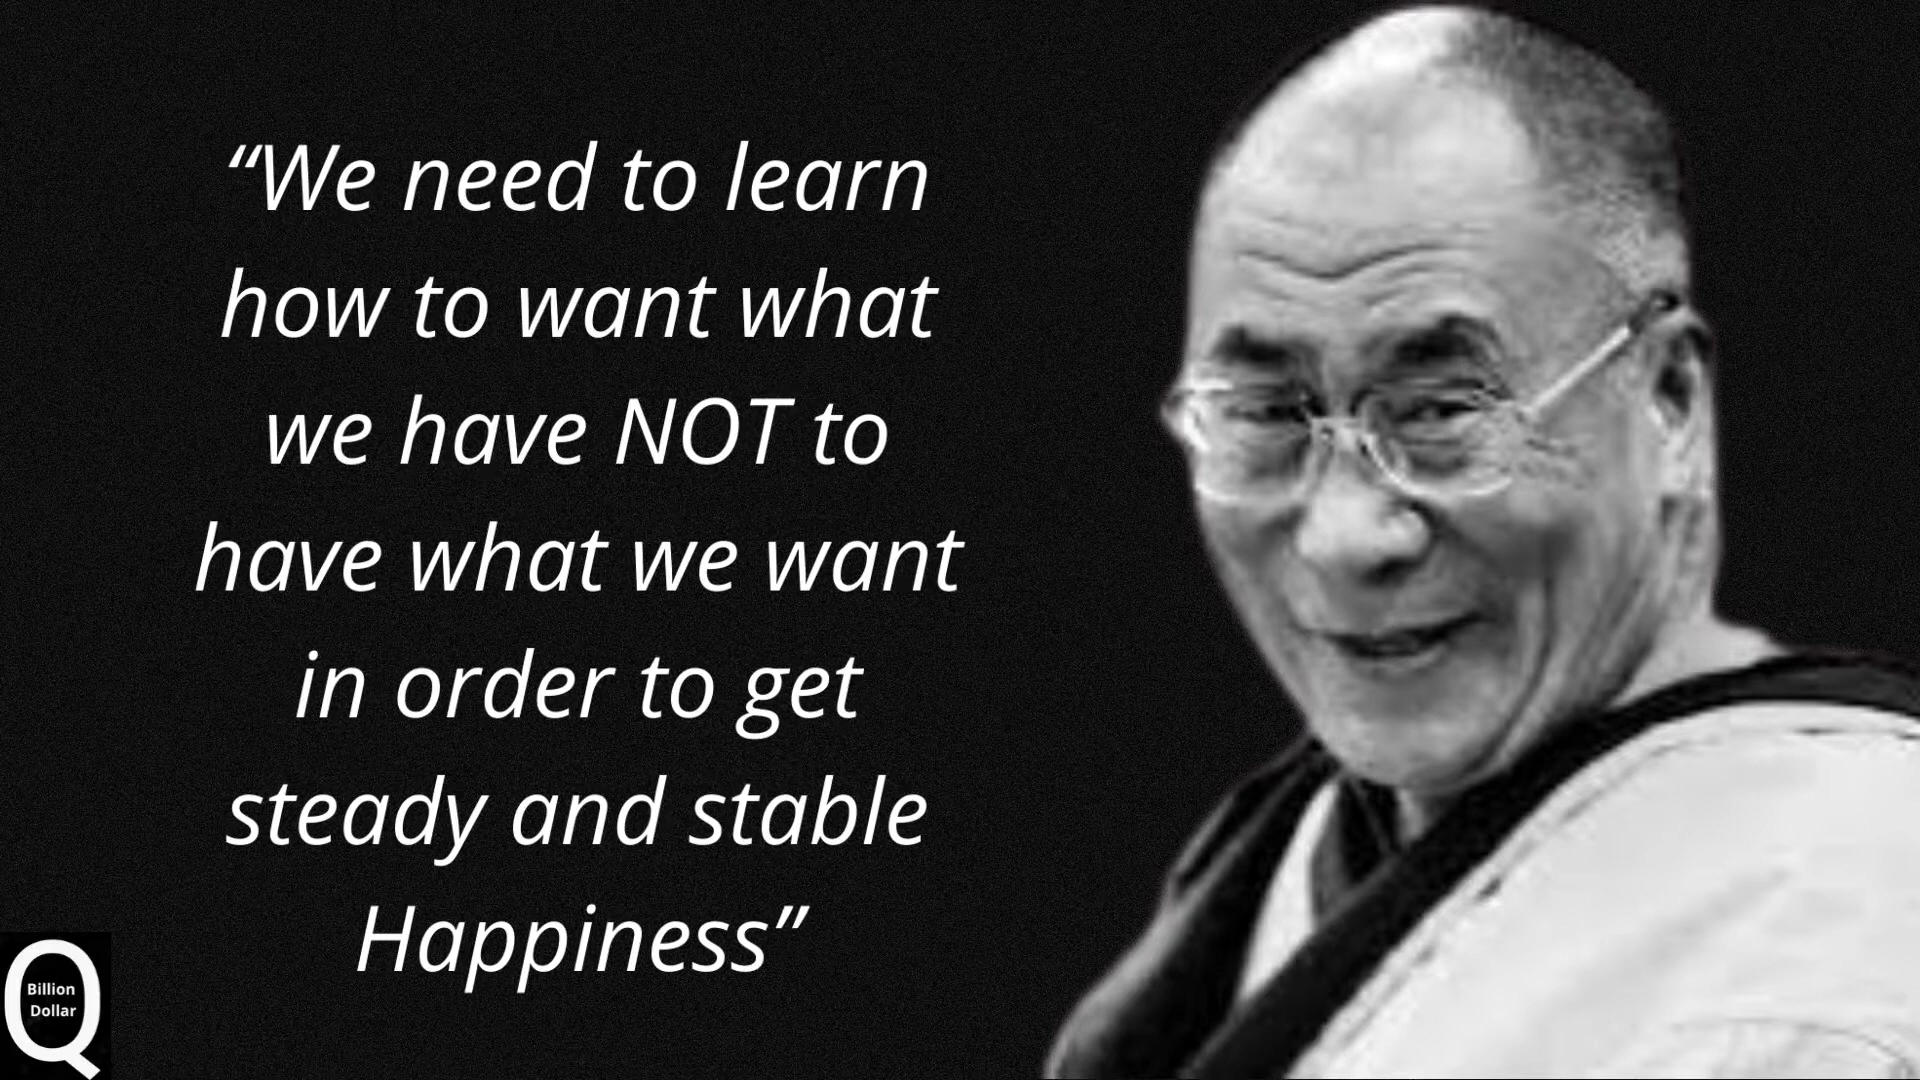 “We need to learn
how to want what
we have NOT to
have what we want
in order to get
steady and stable
Happiness”
Q
Billion
Dollar